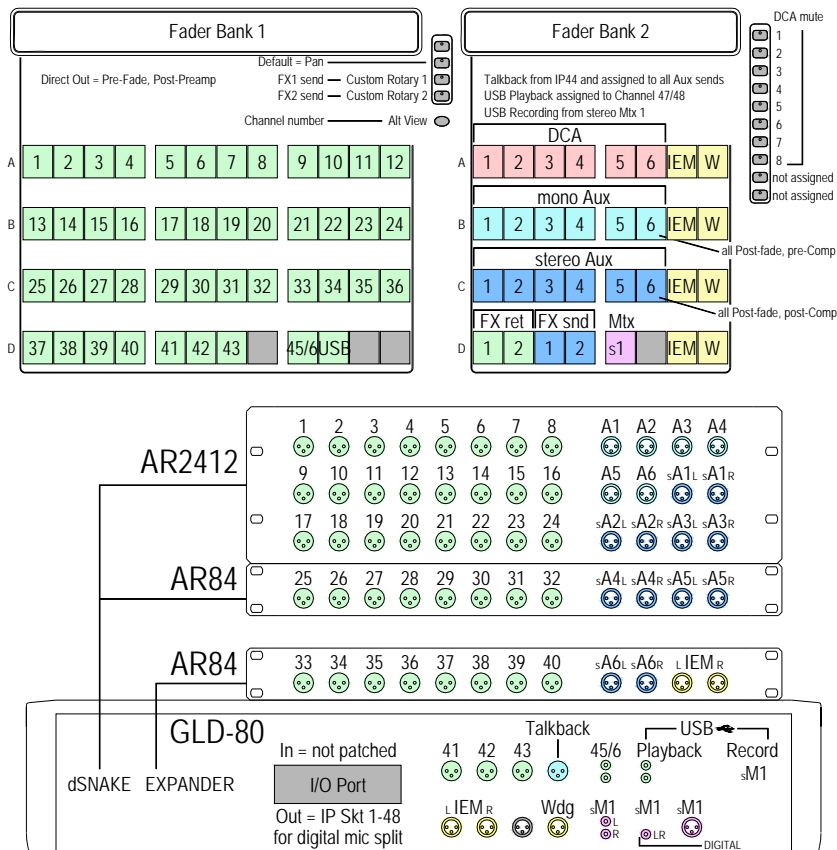 Fader Bank 1
Default = Pan
Direct Out = Pre-Fade, Post-Preamp
FX1 send — Custom Rotary 1
FX2 send — Custom Rotary 2
Channel number — Alt View
A 1 2 3 4 5 6 7 8 9 10 11 12
B 13 14 15 16 17 18 19 20 21 22 23 24
C 25 26 27 28 29 30 31 32 33 34 35 36
D 37 38 39 40 41 42 43 45/6 USB
Fader Bank 2
Talkback from IP44 and assigned to all Aux sends
USB Playback assigned to Channel 47/48
USB Recording from stereo Mtx 1
DCA
A 1 2 3 4 5 6 IEM W
mono Aux
B 1 2 3 4 5 6 IEM W
all Post-fade, pre-Comp
stereo Aux
C 1 2 3 4 5 6 IEM W
all Post-fade, post-Comp
FX ret FX snd Mtx
D 1 2 1 2 s1 IEM W
DCA mute
1
2
3
4
5
6
7
8
not assigned
not assigned
AR2412
1 2 3 4 5 6 7 8 A1 A2 A3 A4
9 10 11 12 13 14 15 16 A5 A6 sA1L sA1R
17 18 19 20 21 22 23 24 sA2L sA2R sA3L sA3R
AR84
25 26 27 28 29 30 31 32 sA4L sA4R sA5L sA5R
AR84
33 34 35 36 37 38 39 40 sA6L sA6R L IEM R
GLD-80
dSNAKE EXPANDER
In = not patched
I/O Port
Out = IP Skt 1-48
for digital mic split
Talkback
USB
41 42 43 45/6 Playback Record
sM1
L IEM R Wdg sM1 sM1 sM1
L
R
LR
DIGITAL